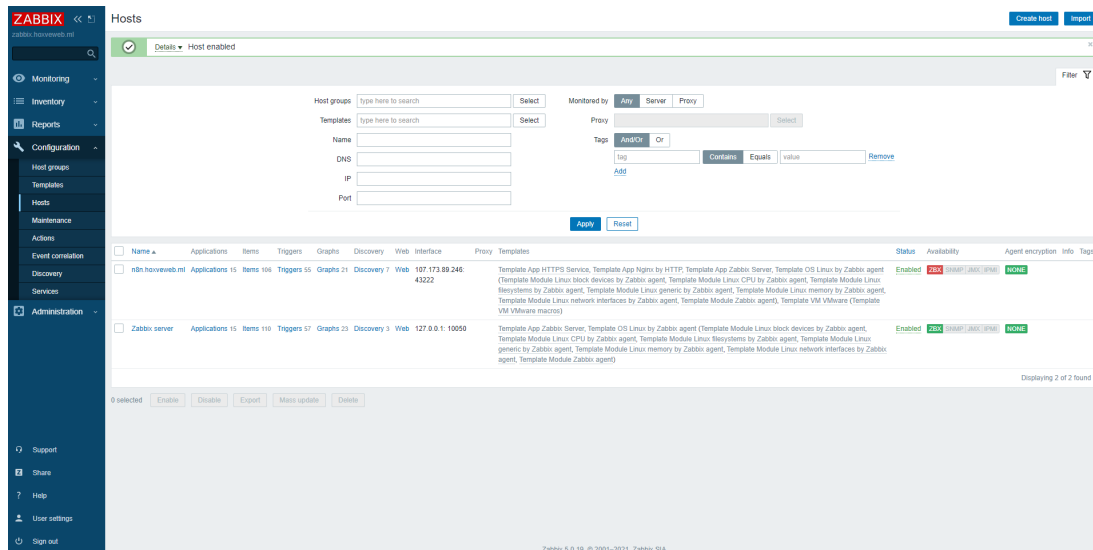 ZABBIX
zabbix.hoxveweb.ml
Monitoring
Inventory
Reports
Configuration
Host groups
Templates
Hosts
Maintenance
Actions
Event correlation
Discovery
Services
Administration
Support
Share
Help
User settings
Sign out
Hosts
Create host Import
Details Host enabled
Filter
Host groups type here to search Select Monitored by Any Server Proxy
Templates type here to search Select Proxy Select
Name Tags And/Or Or
DNS tag Contains Equals value Remove
IP Add
Port
Apply Reset
Name Applications Items Triggers Graphs Discovery Web Interface Proxy Templates Status Availability Agent encryption Info Tags
n8n.hoxveweb.ml Applications 15 Items 106 Triggers 55 Graphs 21 Discovery 7 Web 107.173.89.246: Template App HTTPS Service, Template App Nginx by HTTP, Template App Zabbix Server, Template OS Linux by Zabbix agent Enabled ZBX SNMP JMX IPMI NONE
43222 (Template Module Linux block devices by Zabbix agent, Template Module Linux CPU by Zabbix agent, Template Module Linux
filesystems by Zabbix agent, Template Module Linux generic by Zabbix agent, Template Module Linux memory by Zabbix agent,
Template Module Linux network interfaces by Zabbix agent, Template Module Zabbix agent), Template VM VMware (Template
VM VMware macros)
Zabbix server Applications 15 Items 110 Triggers 57 Graphs 23 Discovery 3 Web 127.0.0.1: 10050 Template App Zabbix Server, Template OS Linux by Zabbix agent (Template Module Linux block devices by Zabbix agent, Enabled ZBX SNMP JMX IPMI NONE
Template Module Linux CPU by Zabbix agent, Template Module Linux filesystems by Zabbix agent, Template Module Linux
generic by Zabbix agent, Template Module Linux memory by Zabbix agent, Template Module Linux network interfaces by Zabbix
agent, Template Module Zabbix agent)
Displaying 2 of 2 found
0 selected Enable Disable Export Mass update Delete
Zabbix 5.0.19. © 2001–2021, Zabbix SIA